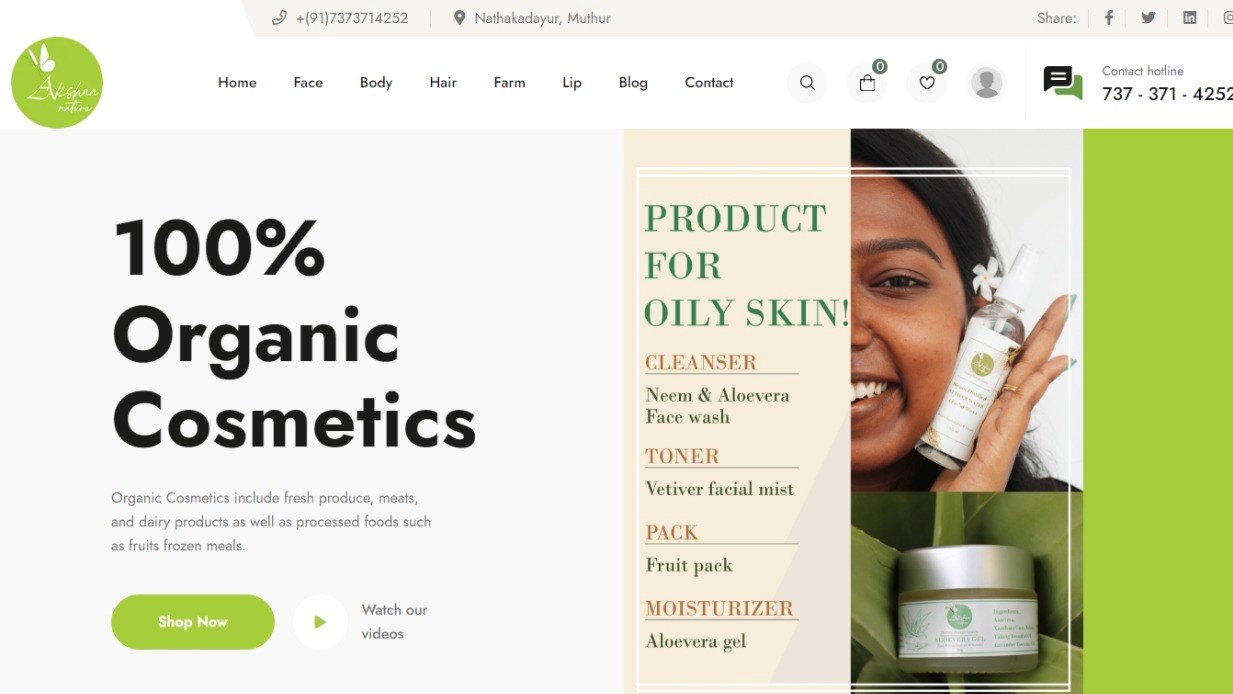 +(91)7373714252
Nathakadayur, Muthur
Share:
Akshan
nature
Home
Face
Body
Hair
Farm
Lip
Blog
Contact
0
0
Contact hotline
737 - 371 - 4252
100%
Organic
Cosmetics
Organic Cosmetics include fresh produce, meats,
and dairy products as well as processed foods such
as fruits frozen meals.
Shop Now
Watch our
videos
PRODUCT
FOR
OILY SKIN!
CLEANSER
Neem & Aloevera
Face wash
TONER
Vetiver facial mist
PACK
Fruit pack
MOISTURIZER
Aloevera gel
ALOEVERA GEL